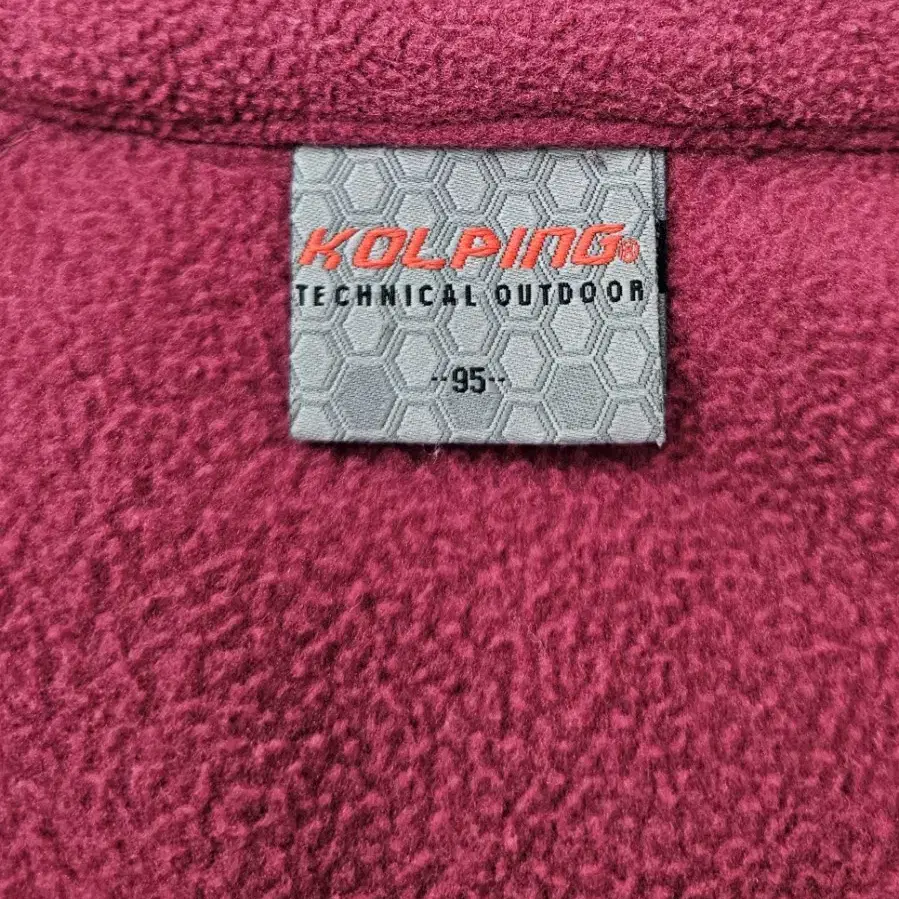 KOLPING®
TECHNICAL OUTDOOR
--95--